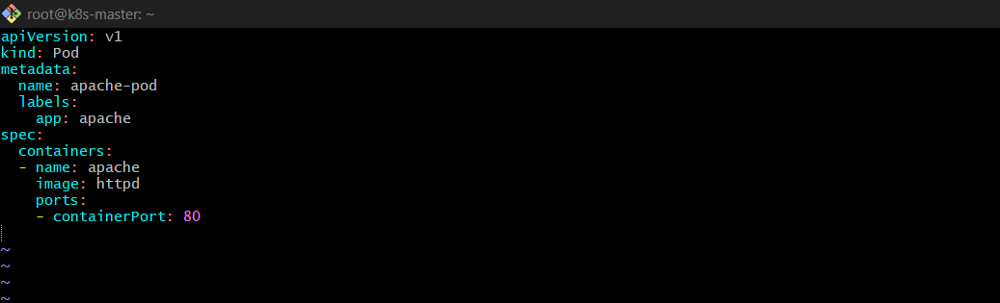 root@k8s-master: ~
apiVersion: v1
kind: Pod
metadata:
  name: apache-pod
  labels:
    app: apache
spec:
  containers:
  - name: apache
    image: httpd
    ports:
    - containerPort: 80
~
~
~
~